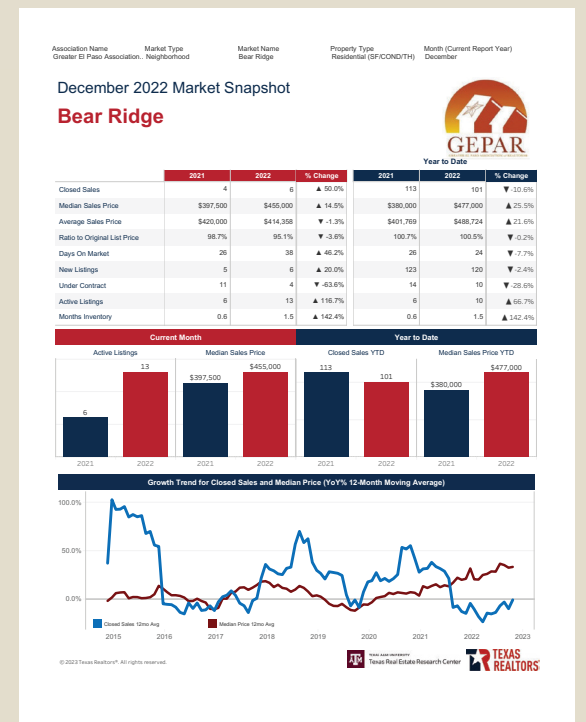 Association Name Market Type Market Name Property Type Month (Current Report Year)
Greater El Paso Association.. Neighborhood Bear Ridge Residential (SF/COND/TH) December
December 2022 Market Snapshot
Bear Ridge
GEPAR
Year to Date
2021 2022 % Change 2021 2022 % Change
Closed Sales 4 6 ▲ 50.0% 113 101 ▼-10.6%
Median Sales Price $397,500 $455,000 ▲ 14.5% $380,000 $477,000 ▲ 25.5%
Average Sales Price $420,000 $414,358 ▼ -1.3% $401,769 $488,724 ▲ 21.6%
Ratio to Original List Price 98.7% 95.1% ▼ -3.6% 100.7% 100.5% ▼-0.2%
Days On Market 26 38 ▲ 46.2% 26 24 ▼-7.7%
New Listings 5 6 ▲ 20.0% 123 120 ▼-2.4%
Under Contract 11 4 ▼ -63.6% 14 10 ▼-28.6%
Active Listings 6 13 ▲ 116.7% 6 10 ▲66.7%
Months Inventory 0.6 1.5 ▲ 142.4% 0.6 1.5 ▲142.4%
Current Month Year to Date
Active Listings Median Sales Price Closed Sales YTD Median Sales Price YTD
6 13 $397,500 $455,000 113 101 $380,000 $477,000
2021 2022 2021 2022 2021 2022 2021 2022
Growth Trend for Closed Sales and Median Price (YoY% 12-Month Moving Average)
100.0%
50.0%
0.0%
Closed Sales 12mo Avg Median Price 12mo Avg
2015 2016 2017 2018 2019 2020 2021 2022 2023
© 2023 Texas Realtors®. All rights reserved.
ATM
TEXAS A&M UNIVERSITY
Texas Real Estate Research Center
TEXAS
REALTORS